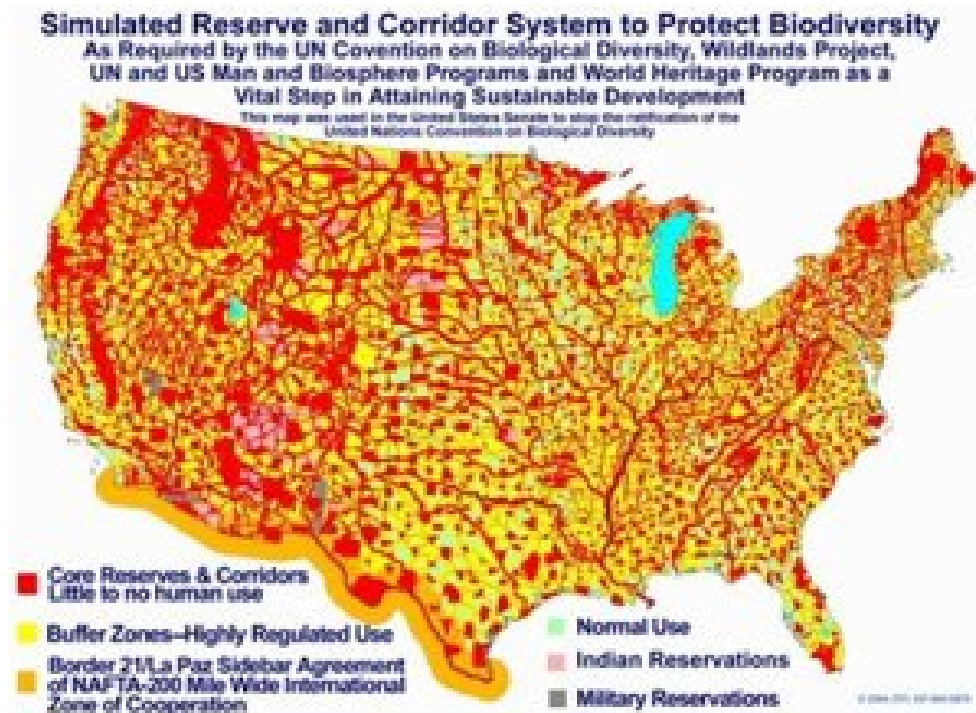 Simulated Reserve and Corridor System to Protect Biodiversity
As Required by the UN Covention on Biological Diversity, Wildlands Project,
UN and US Man and Biosphere Programs and World Heritage Program as a
Vital Step in Attaining Sustainable Development
This map was used in the United States Senate to stop the ratification of the
United Nations Convention on Biological Diversity
Core Reserves & Corridors
Little to no human use
Buffer Zones–Highly Regulated Use
Border 21/La Paz Sidebar Agreement
of NAFTA-200 Mile Wide International
Zone of Cooperation
Normal Use
Indian Reservations
Military Reservations